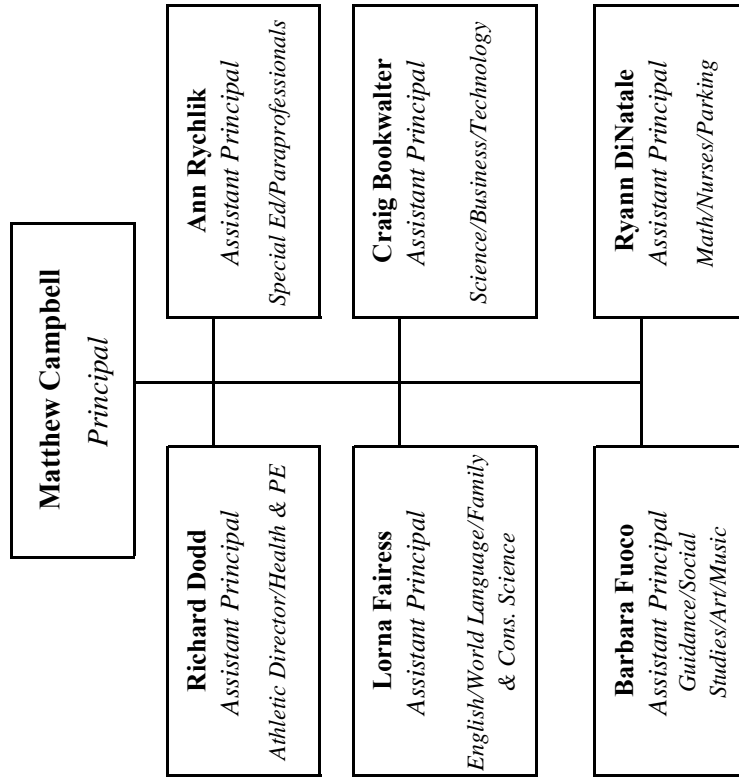 Matthew Campbell
Principal
Richard Dodd
Assistant Principal
Athletic Director/Health & PE
Ann Rychlik
Assistant Principal
Special Ed/Paraprofessionals
Lorna Fairess
Assistant Principal
English/World Language/Family
& Cons. Science
Craig Bookwalter
Assistant Principal
Science/Business/Technology
Barbara Fuoco
Assistant Principal
Guidance/Social
Studies/Art/Music
Ryann DiNatale
Assistant Principal
Math/Nurses/Parking